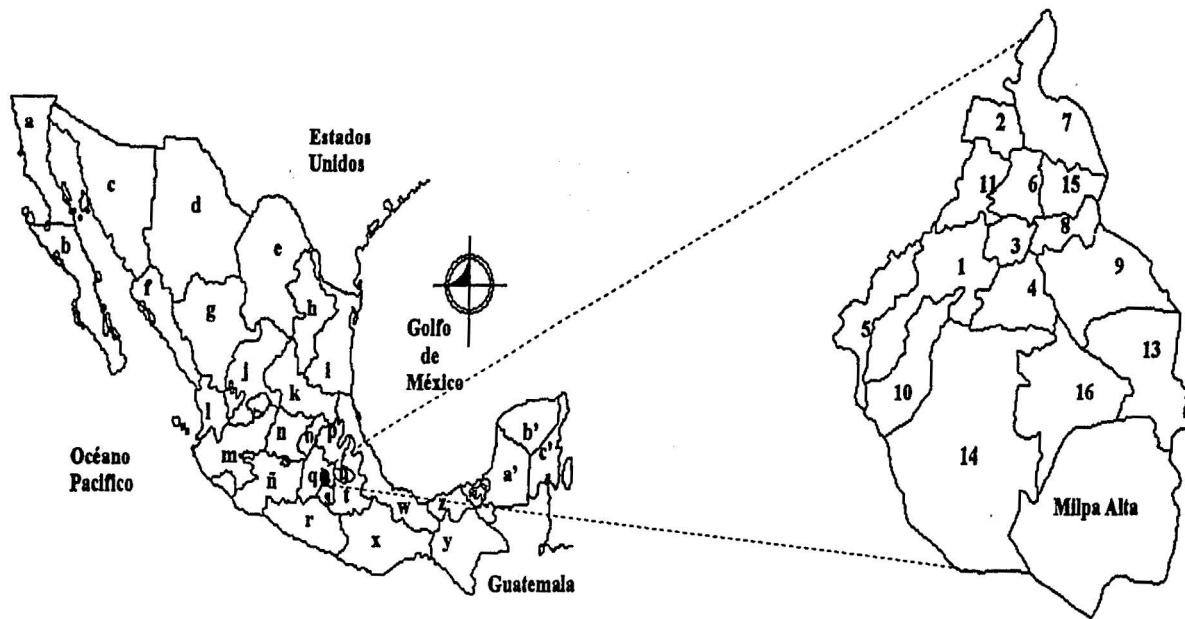 a
b
c
d
e
f
g
h
i
j
k
l
m
n
ñ
o
p
q
s
t
u
r
w
x
y
z
a'
b'
c'
Estados
Unidos
Golfo
de
México
Océano
Pacifico
Guatemala
2
7
11
6
15
8
3
1
9
4
5
13
10
16
14
Milpa Alta